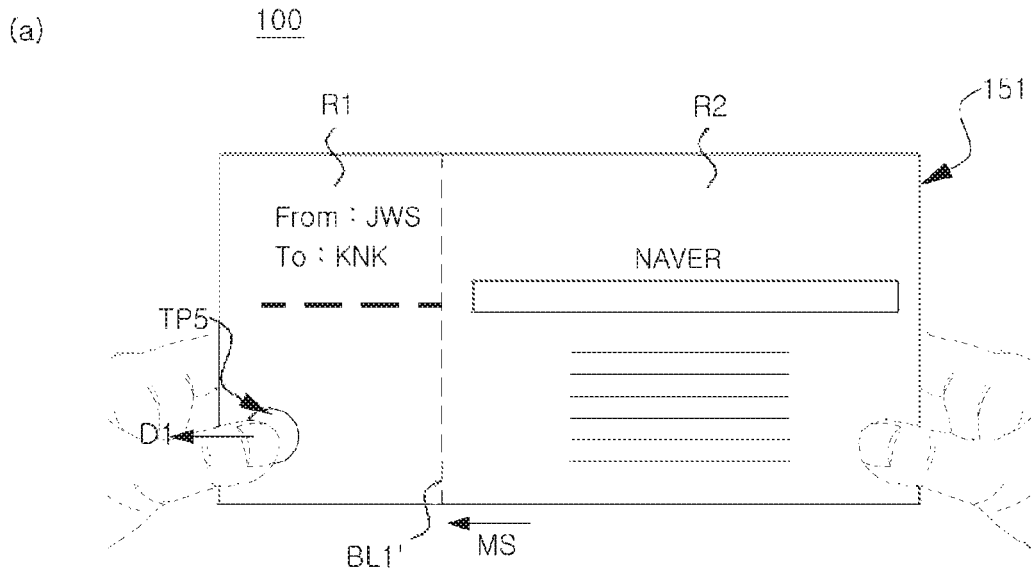 (a)
100
R1
R2
151
From : JWS
To : KNK
NAVER
TP5
D1
BL1'
MS